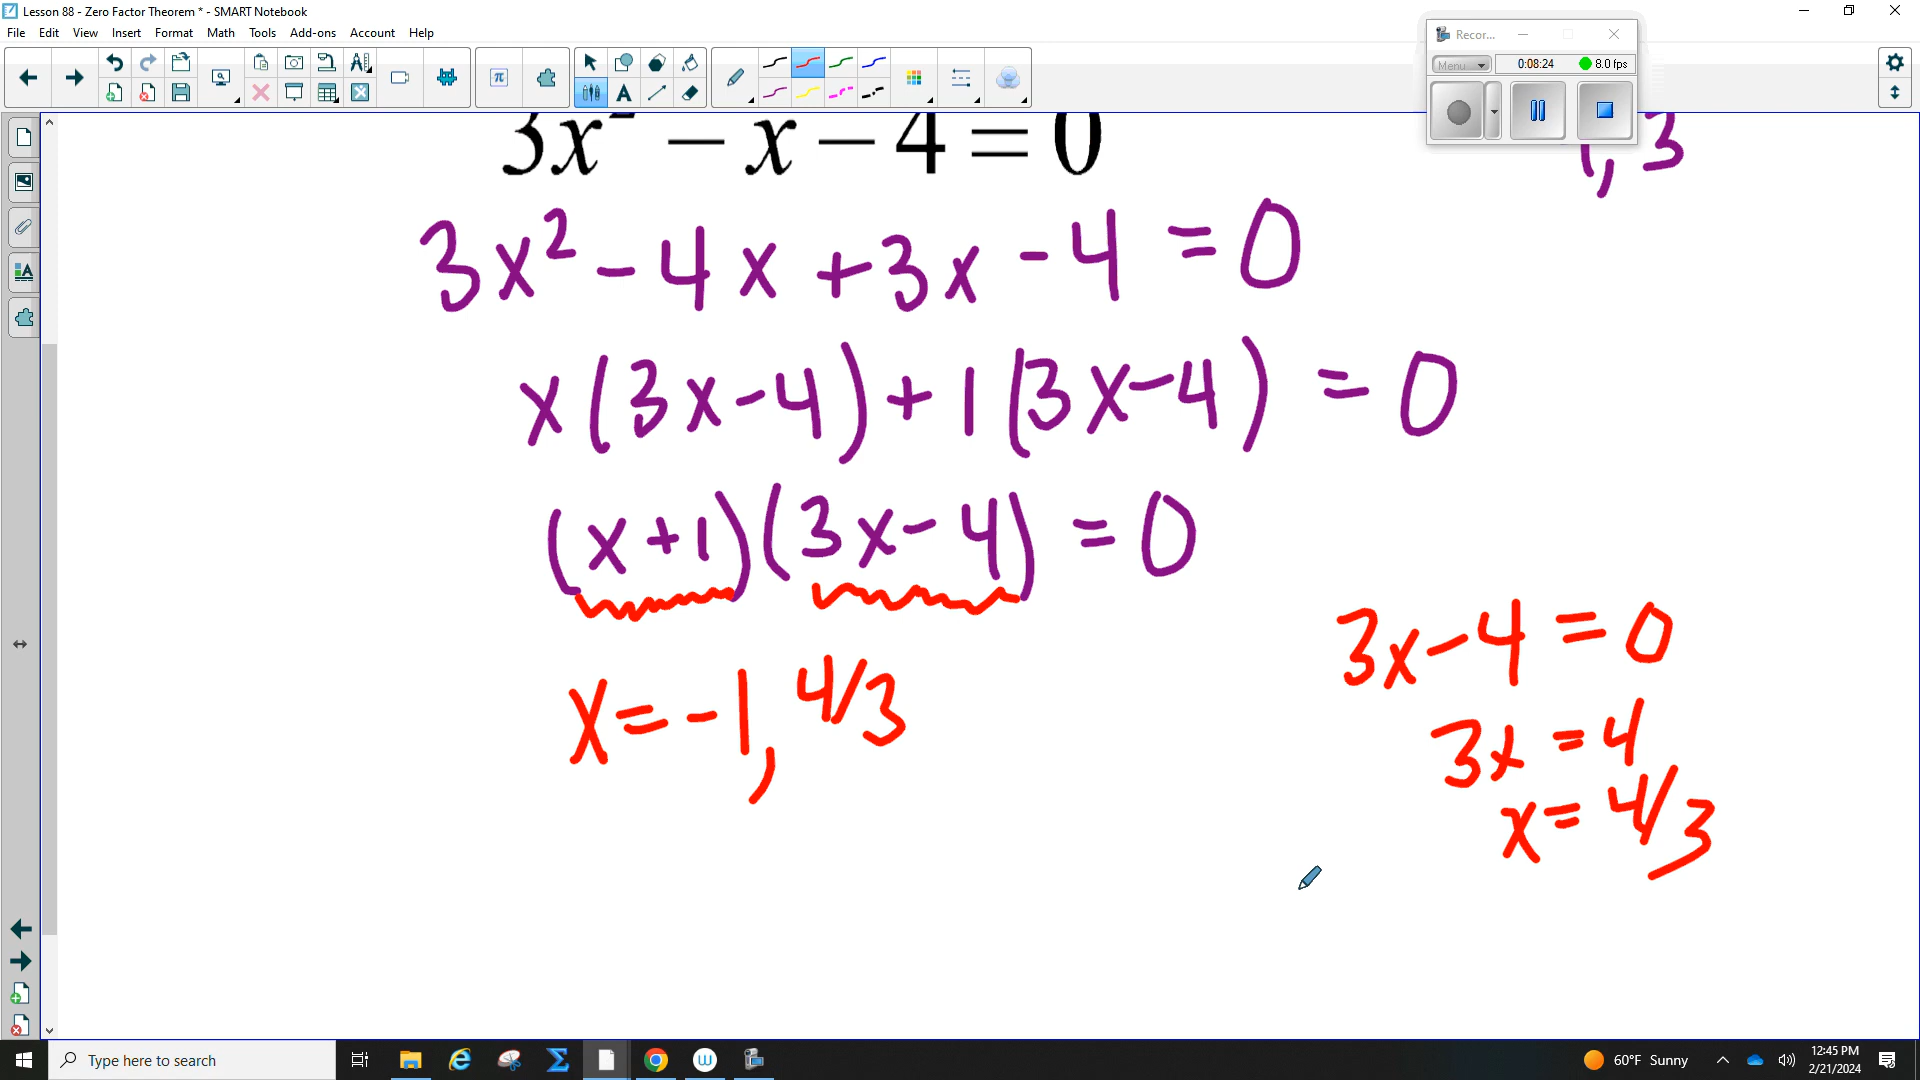 Lesson 88 - Zero Factor Theorem * - SMART Notebook
File Edit View Insert Format Math Tools Add-ons Account Help
Recor...
Menu 0:08:24 8.0 fps
3x² − x − 4 = 0
1, 3
3x² - 4x + 3x - 4 = 0
x(3x-4) + 1(3x-4) = 0
(x+1)(3x-4) = 0
x = -1, 4/3
3x-4 = 0
3x = 4
x = 4/3
Type here to search
60°F Sunny
12:45 PM
2/21/2024